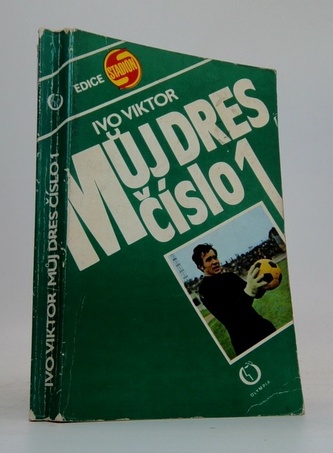 EDICE STADION
IVO VIKTOR
MŮJ DRES
číslo 1
OLYMPIA
IVO VIKTOR / MŮJ DRES ČÍSLO 1